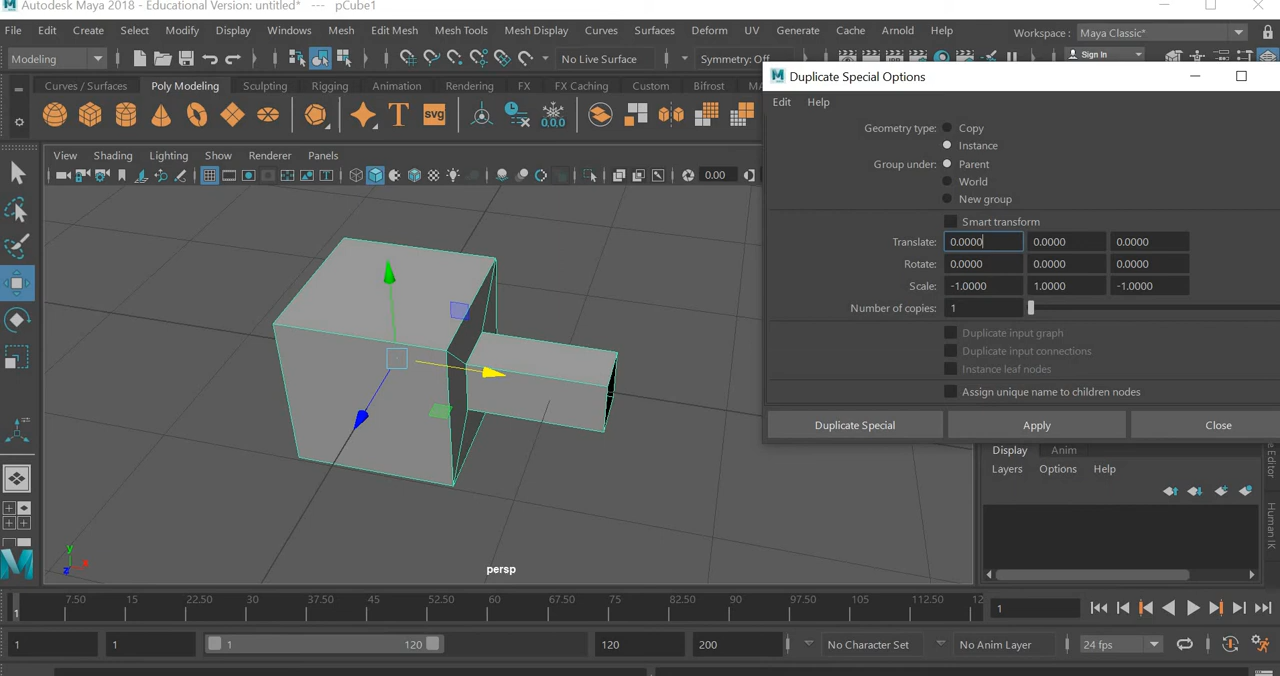 Autodesk Maya 2018 - Educational Version: untitled* --- pCube1
File Edit Create Select Modify Display Windows Mesh Edit Mesh Mesh Tools Mesh Display Curves Surfaces Deform UV Generate Cache Arnold Help Workspace : Maya Classic*
Modeling No Live Surface Symmetry: Off Sign In
Curves / Surfaces Poly Modeling Sculpting Rigging Animation Rendering FX FX Caching Custom Bifrost MA
T svg 0,0,0
View Shading Lighting Show Renderer Panels
0.00
Duplicate Special Options
Edit Help
Geometry type: Copy
Instance
Group under: Parent
World
New group
Smart transform
Translate: 0.0000 0.0000 0.0000
Rotate: 0.0000 0.0000 0.0000
Scale: -1.0000 1.0000 -1.0000
Number of copies: 1
Duplicate input graph
Duplicate input connections
Instance leaf nodes
Assign unique name to children nodes
Duplicate Special Apply Close
Display Anim
Layers Options Help
Human IK
y x z
persp
7.50 15 22.50 30 37.50 45 52.50 60 67.50 75 82.50 90 97.50 105 112.50 12
1 1
1 1 1 120 120 200 No Character Set No Anim Layer 24 fps